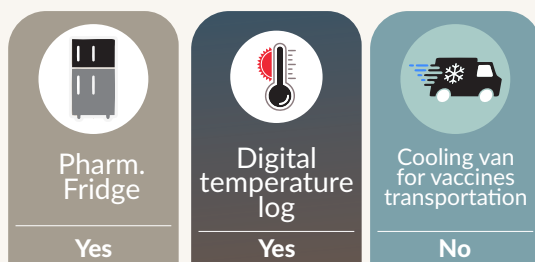 Pharm.
Fridge
Yes
Digital
temperature
log
Yes
Cooling van
for vaccines
transportation
No